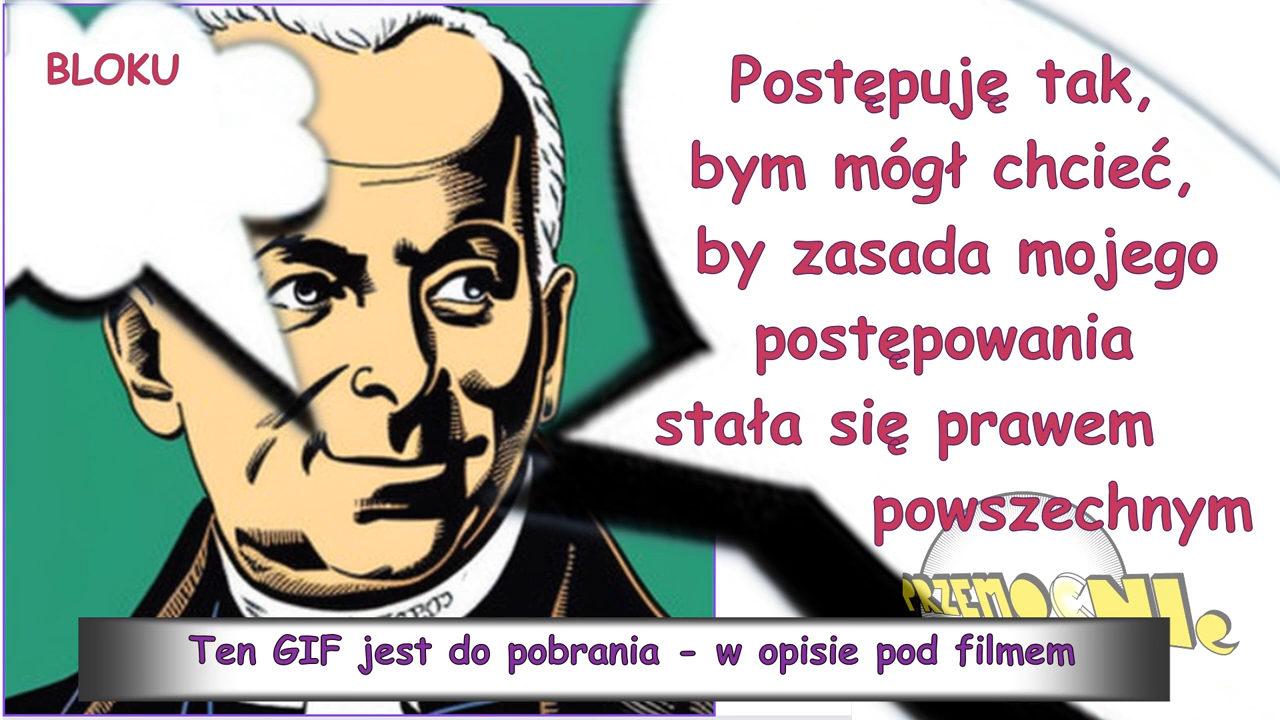 BLOKU
Postępuję tak,
bym mógł chcieć,
by zasada mojego
postępowania
stała się prawem
powszechnym
PRZEMOCNIe
Ten GIF jest do pobrania - w opisie pod filmem